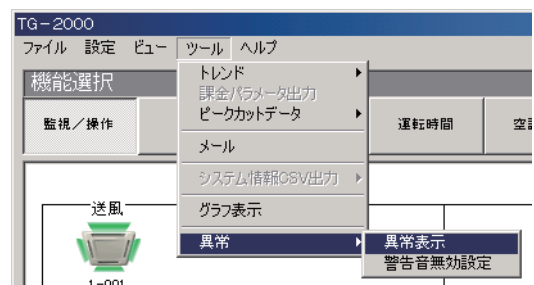 TG-2000
ファイル 設定 ビュー ツール ヘルプ
機能選択
監視／操作
運転時間
トレンド
課金パラメータ出力
ピークカットデータ
メール
システム情報CSV出力
グラフ表示
異常
異常表示
警告音無効設定
送風
1-001